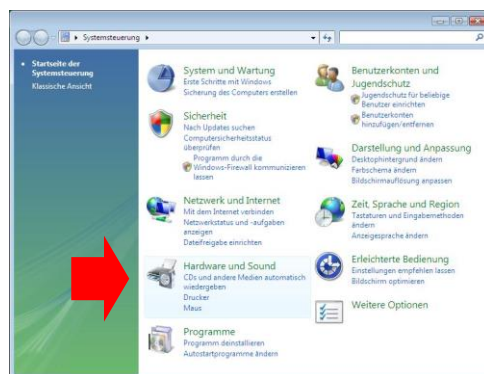 Systemsteuerung
Startseite der
Systemsteuerung
Klassische Ansicht
System und Wartung
Erste Schritte mit Windows
Sicherung des Computers erstellen
Sicherheit
Nach Updates suchen
Computersicherheitsstatus
überprüfen
Programm durch die
Windows-Firewall kommunizieren
lassen
Netzwerk und Internet
Mit dem Internet verbinden
Netzwerkstatus und -aufgaben
anzeigen
Dateifreigabe einrichten
Hardware und Sound
CDs und andere Medien automatisch
wiedergeben
Drucker
Maus
Programme
Programm deinstallieren
Autostartprogramme ändern
Benutzerkonten und
Jugendschutz
Jugendschutz für beliebige
Benutzer einrichten
Benutzerkonten
hinzufügen/entfernen
Darstellung und Anpassung
Desktophintergrund ändern
Farbschema ändern
Bildschirmauflösung anpassen
Zeit, Sprache und Region
Tastaturen und Eingabemethoden
ändern
Anzeigesprache ändern
Erleichterte Bedienung
Einstellungen empfehlen lassen
Bildschirm optimieren
Weitere Optionen